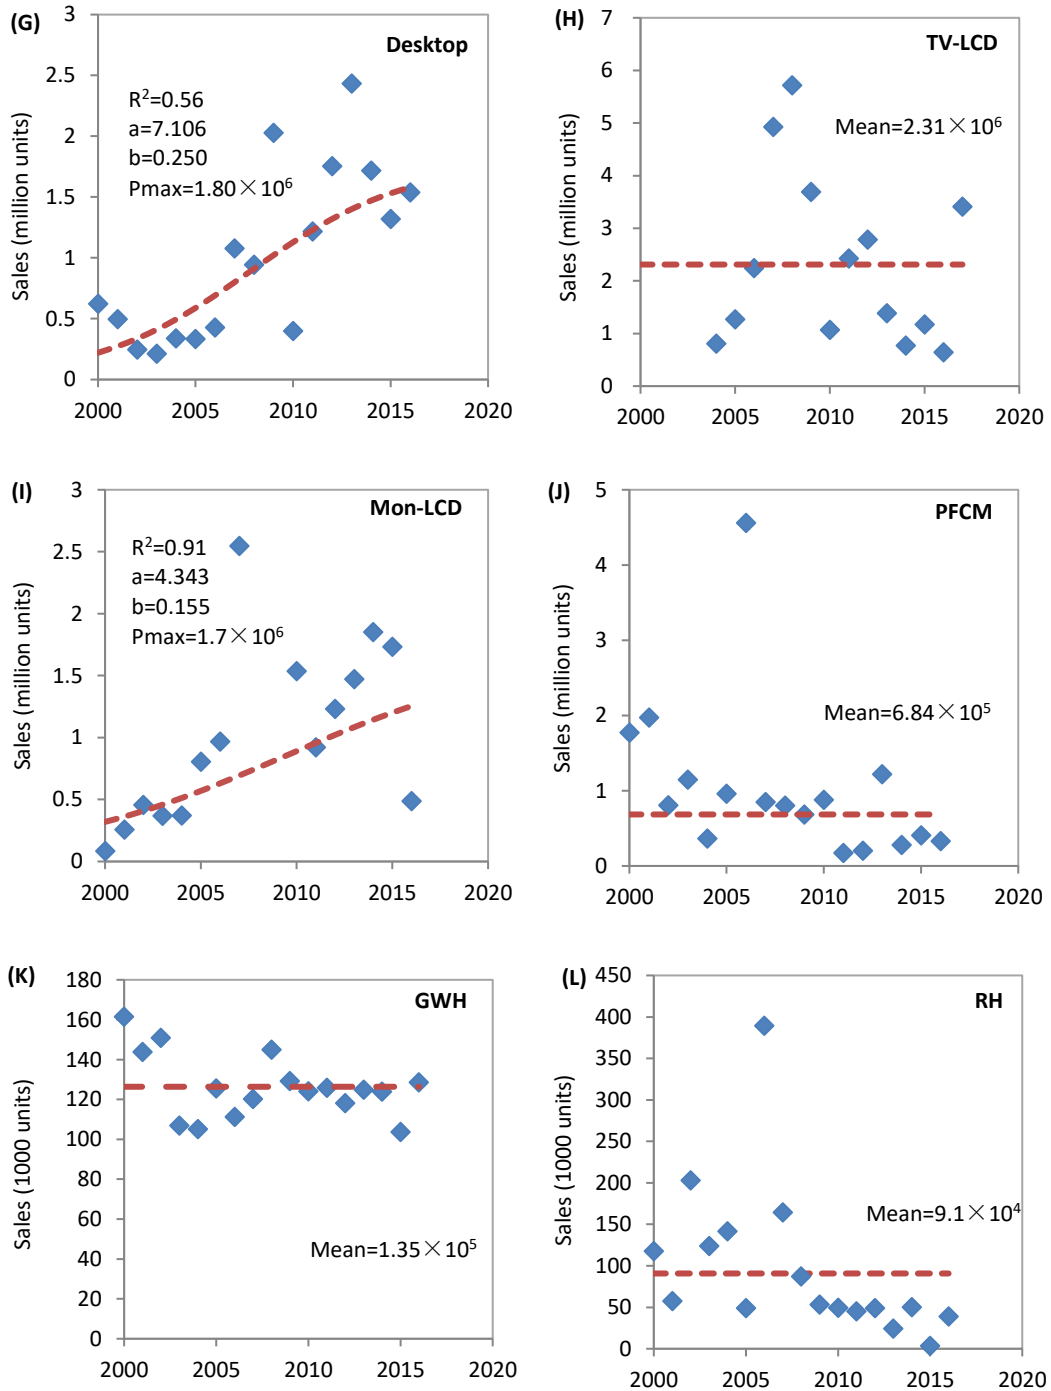 (G)
Desktop
Sales (million units)
3
2.5
2
1.5
1
0.5
0
R²=0.56
a=7.106
b=0.250
Pmax=1.80×10⁶
2000 2005 2010 2015 2020
(H)
TV-LCD
Sales (million units)
7
6
5
4
3
2
1
0
Mean=2.31×10⁶
2000 2005 2010 2015 2020
(I)
Mon-LCD
Sales (million units)
3
2.5
2
1.5
1
0.5
0
R²=0.91
a=4.343
b=0.155
Pmax=1.7×10⁶
2000 2005 2010 2015 2020
(J)
PFCM
Sales (million units)
5
4
3
2
1
0
Mean=6.84×10⁵
2000 2005 2010 2015 2020
(K)
GWH
Sales (1000 units)
180
160
140
120
100
80
60
40
20
0
Mean=1.35×10⁵
2000 2005 2010 2015 2020
(L)
RH
Sales (1000 units)
450
400
350
300
250
200
150
100
50
0
Mean=9.1×10⁴
2000 2005 2010 2015 2020